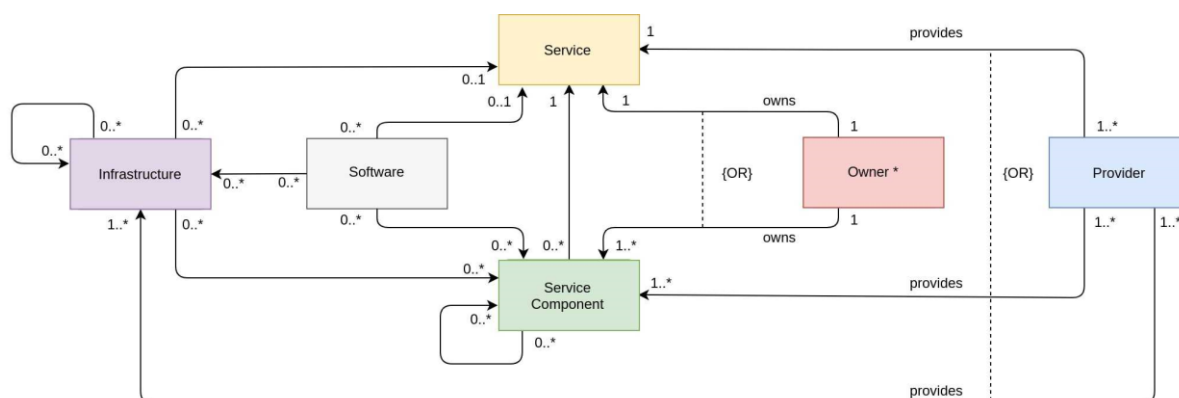 1
provides
Service
0..1
0..1
1
1
owns
0..*
0..*
0..*
1
1..*
0..*
Infrastructure
Software
{OR}
Owner *
{OR}
Provider
0..*
0..*
1..*
0..*
0..*
1
1..*
1..*
owns
0..*
0..*
1..*
0..*
Service
Component
1..*
provides
0..*
0..*
provides